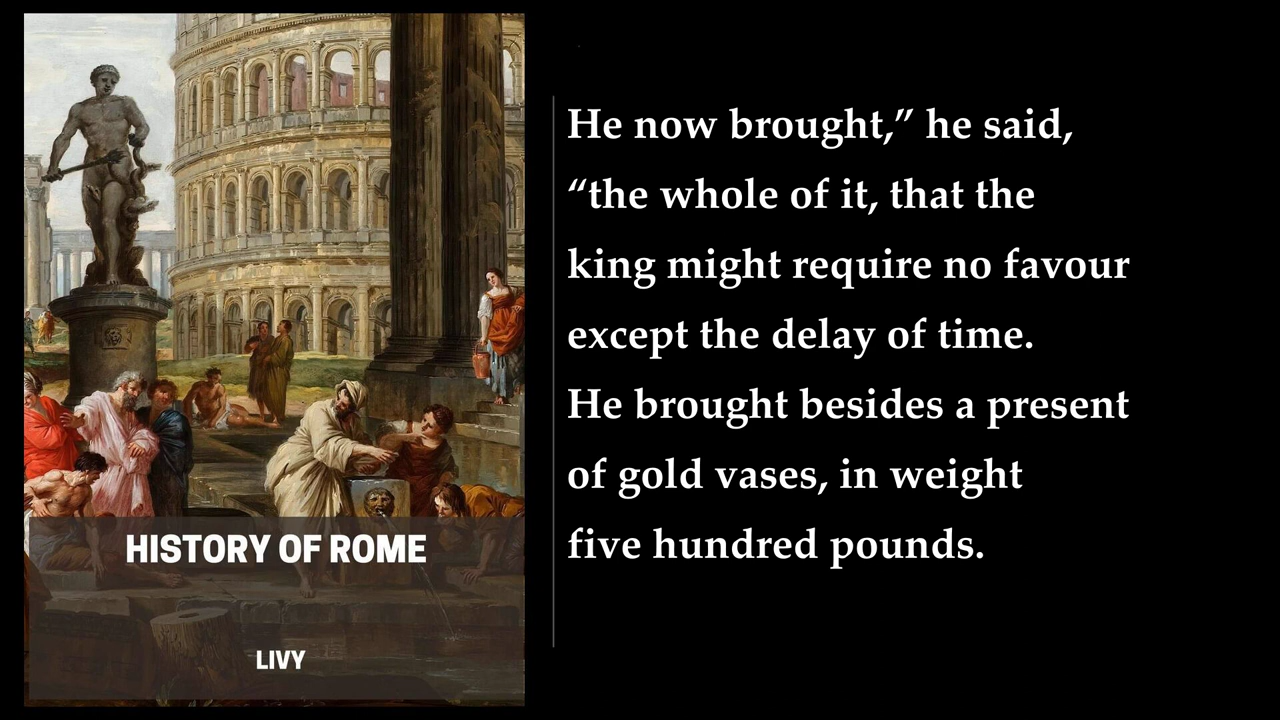 HISTORY OF ROME
LIVY
He now brought,” he said,
“the whole of it, that the
king might require no favour
except the delay of time.
He brought besides a present
of gold vases, in weight
five hundred pounds.